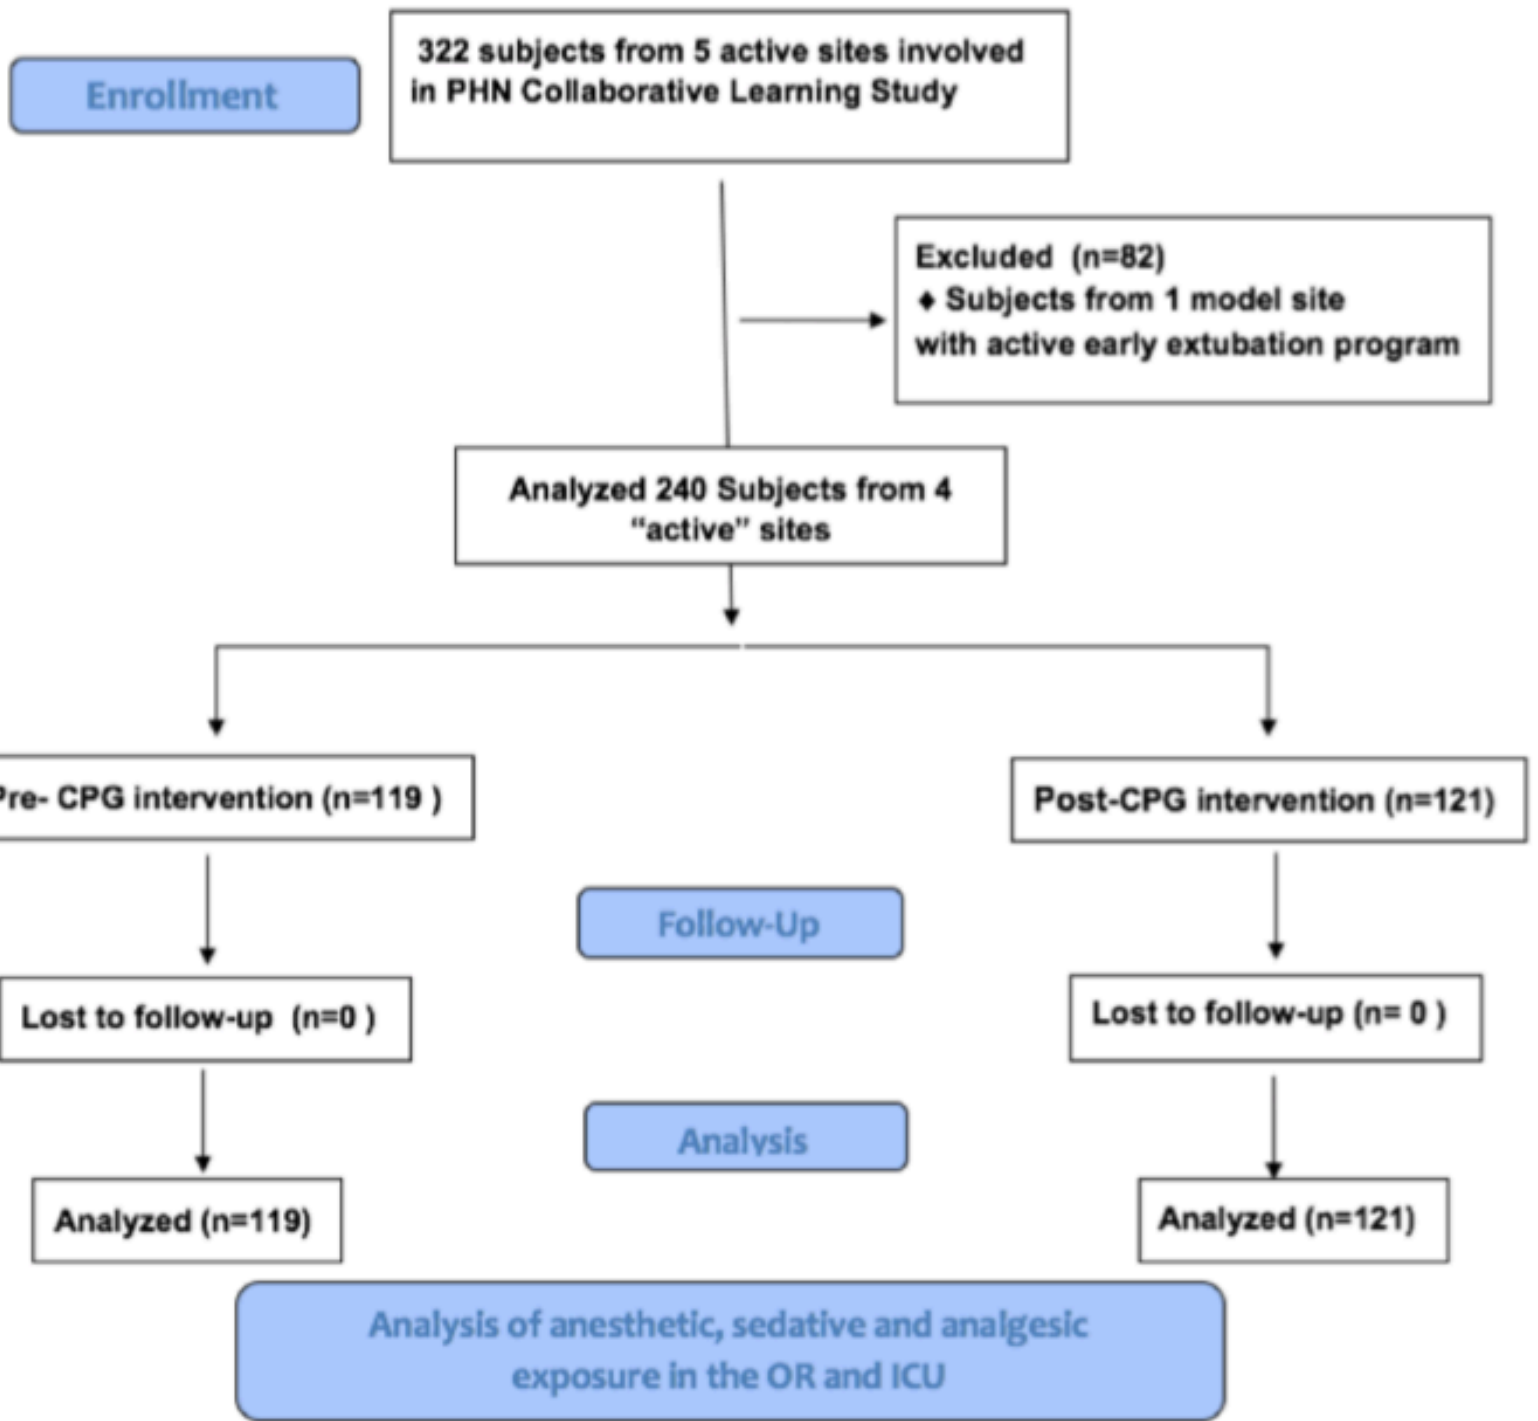 Enrollment
322 subjects from 5 active sites involved
in PHN Collaborative Learning Study
Excluded (n=82)
♦ Subjects from 1 model site
with active early extubation program
Analyzed 240 Subjects from 4
“active” sites
Pre- CPG intervention (n=119 )
Post-CPG intervention (n=121)
Follow-Up
Lost to follow-up (n=0 )
Lost to follow-up (n= 0 )
Analysis
Analyzed (n=119)
Analyzed (n=121)
Analysis of anesthetic, sedative and analgesic
exposure in the OR and ICU